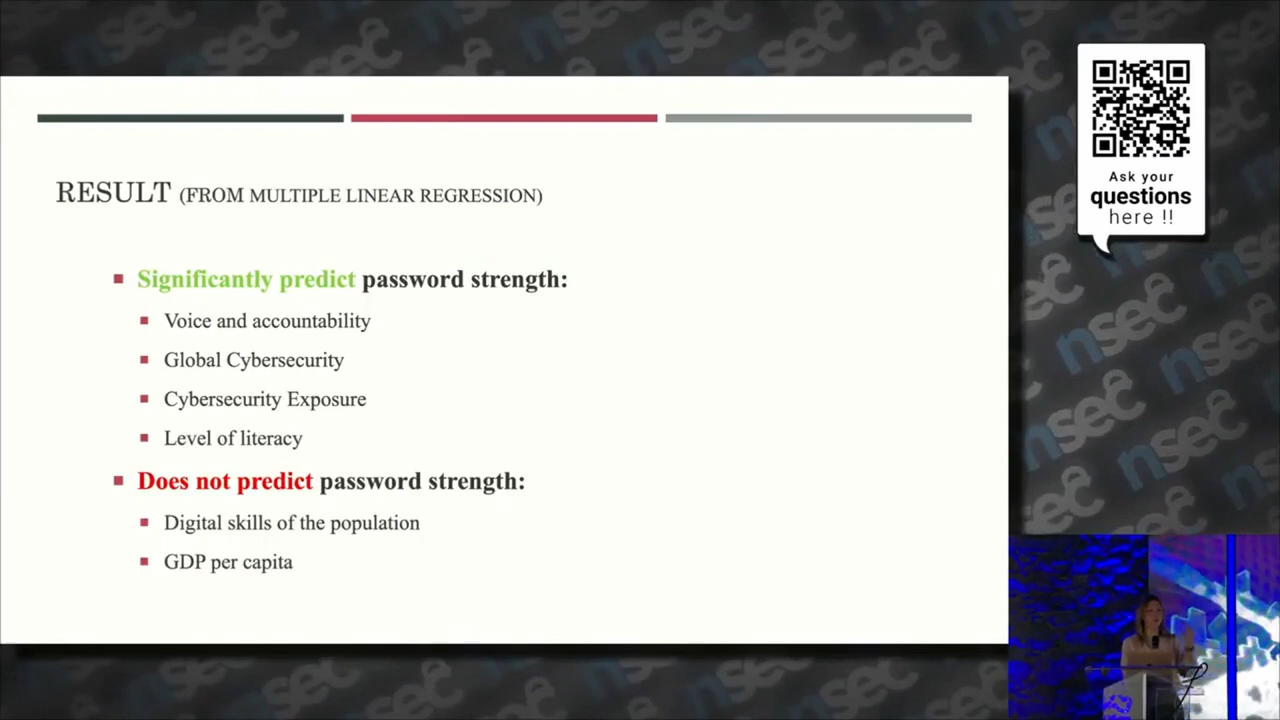 RESULT (FROM MULTIPLE LINEAR REGRESSION)
Significantly predict password strength:
Voice and accountability
Global Cybersecurity
Cybersecurity Exposure
Level of literacy
Does not predict password strength:
Digital skills of the population
GDP per capita
Ask your
questions
here !!
nsec